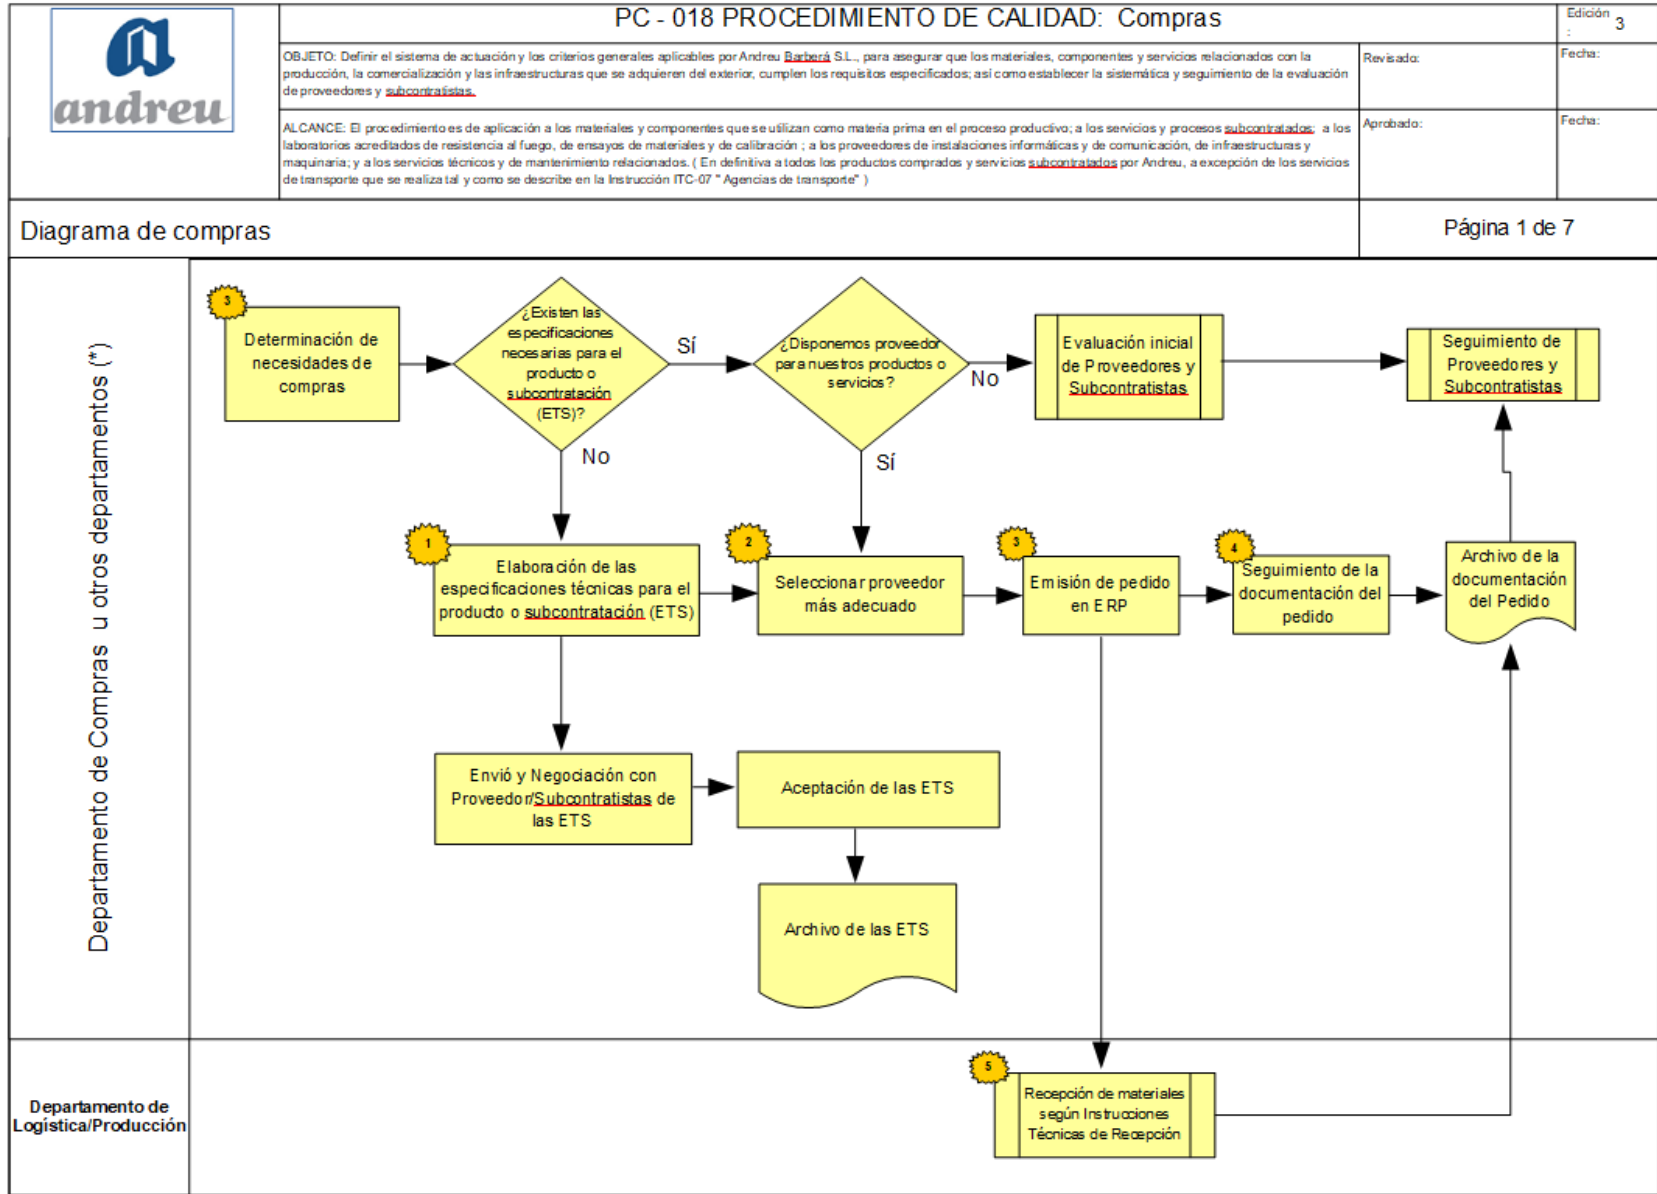 andreu
PC - 018 PROCEDIMIENTO DE CALIDAD: Compras
Edición
:
3
OBJETO: Definir el sistema de actuación y los criterios generales aplicables por Andreu Barberá S.L., para asegurar que los materiales, componentes y servicios relacionados con la
producción, la comercialización y las infraestructuras que se adquieren del exterior, cumplen los requisitos especificados; así como establecer la sistemática y seguimiento de la evaluación
de proveedores y subcontratistas.
Revisado:
Fecha:
ALCANCE: El procedimiento es de aplicación a los materiales y componentes que se utilizan como materia prima en el proceso productivo; a los servicios y procesos subcontratados; a los
laboratorios acreditados de resistencia al fuego, de ensayos de materiales y de calibración ; a los proveedores de instalaciones informáticas y de comunicación, de infraestructuras y
maquinaria; y a los servicios técnicos y de mantenimiento relacionados. ( En definitiva a todos los productos comprados y servicios subcontratados por Andreu, a excepción de los servicios
de transporte que se realiza tal y como se describe en la Instrucción ITC-07 " Agencias de transporte" )
Aprobado:
Fecha:
Diagrama de compras
Página 1 de 7
Departamento de Compras u otros departamentos (*)
3
Determinación de
necesidades de
compras
¿Existen las
especificaciones
necesarias para el
producto o
subcontratación
(ETS)?
Sí
No
¿Disponemos proveedor
para nuestros productos o
servicios?
No
Sí
Evaluación inicial
de Proveedores y
Subcontratistas
Seguimiento de
Proveedores y
Subcontratistas
1
Elaboración de las
especificaciones técnicas para el
producto o subcontratación (ETS)
2
Seleccionar proveedor
más adecuado
3
Emisión de pedido
en ERP
4
Seguimiento de la
documentación del
pedido
Archivo de la
documentación
del Pedido
Envió y Negociación con
Proveedor/Subcontratistas de
las ETS
Aceptación de las ETS
Archivo de las ETS
Departamento de
Logística/Producción
5
Recepción de materiales
según Instrucciones
Técnicas de Recepción